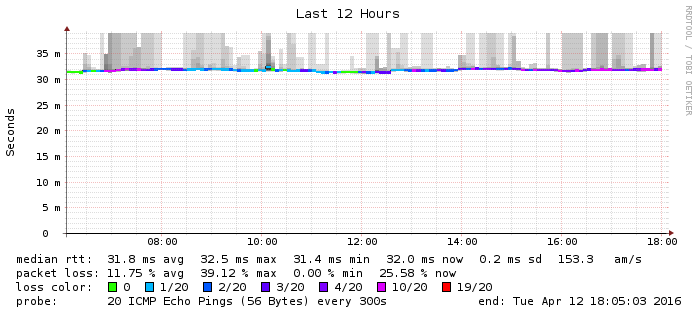 Last 12 Hours
RRDTOOL / TOBI OETIKER
Seconds
35 m
30 m
25 m
20 m
15 m
10 m
5 m
0
08:00 10:00 12:00 14:00 16:00 18:00
median rtt: 31.8 ms avg 32.5 ms max 31.4 ms min 32.0 ms now 0.2 ms sd 153.3 am/s
packet loss: 11.75 % avg 39.12 % max 0.00 % min 25.58 % now
loss color: 0 1/20 2/20 3/20 4/20 10/20 19/20
probe: 20 ICMP Echo Pings (56 Bytes) every 300s end: Tue Apr 12 18:05:03 2016